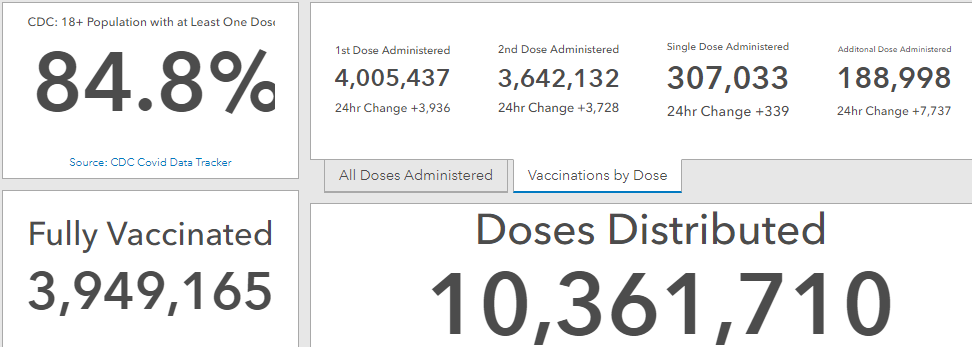 CDC: 18+ Population with at Least One Dose
84.8%
Source: CDC Covid Data Tracker
Fully Vaccinated
3,949,165
1st Dose Administered
4,005,437
24hr Change +3,936
2nd Dose Administered
3,642,132
24hr Change +3,728
Single Dose Administered
307,033
24hr Change +339
Additonal Dose Administered
188,998
24hr Change +7,737
All Doses Administered
Vaccinations by Dose
Doses Distributed
10,361,710